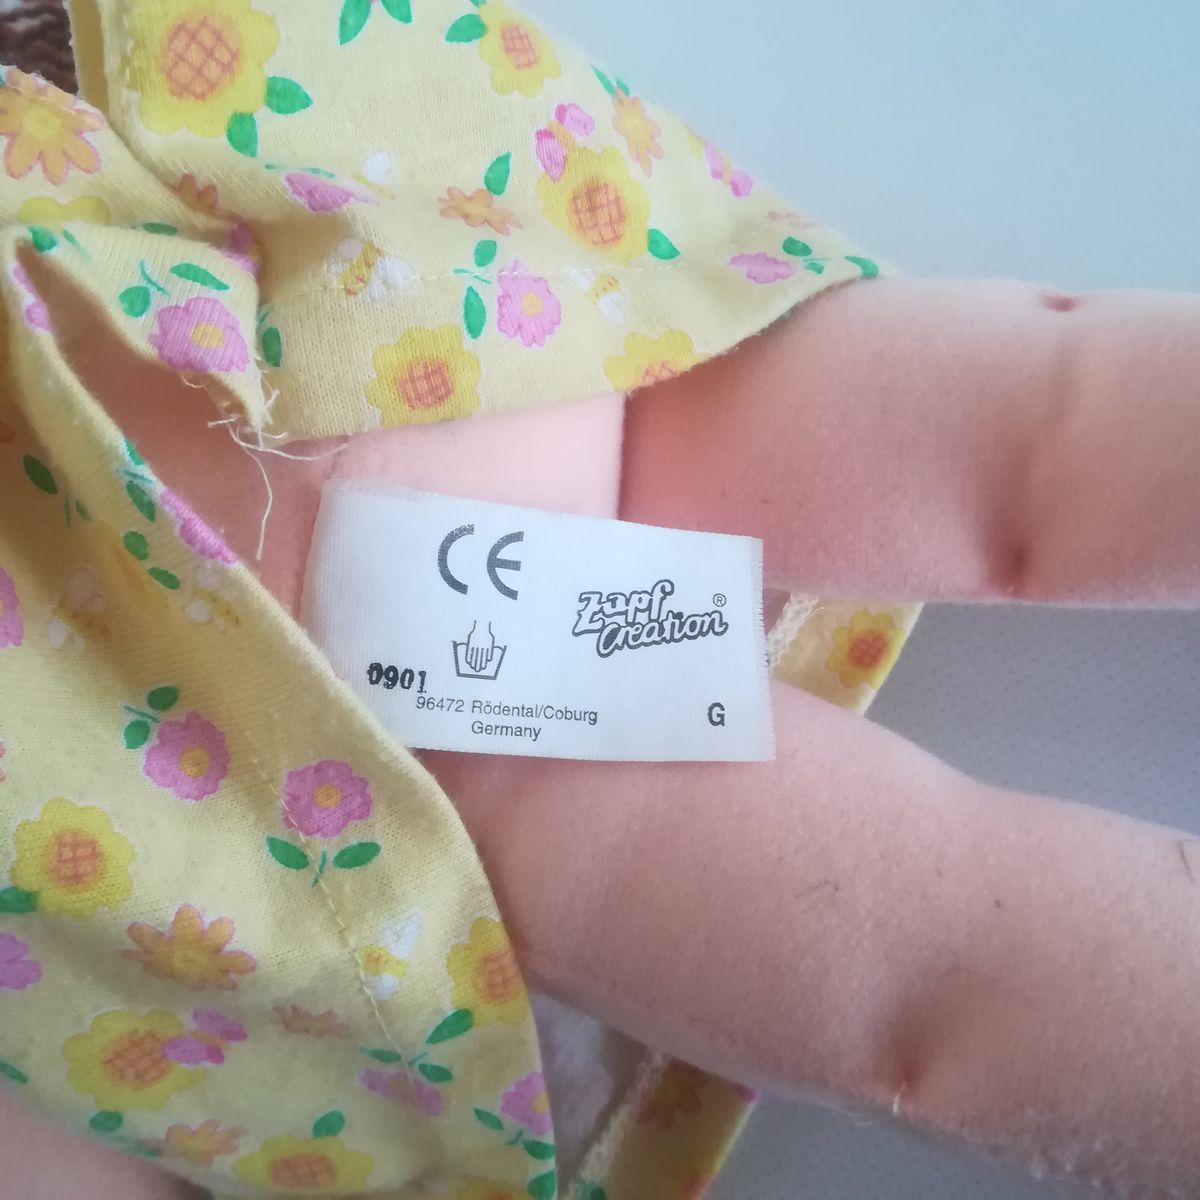 CE
Zapf
Creation®
0901
96472 Rödental/Coburg
Germany
G